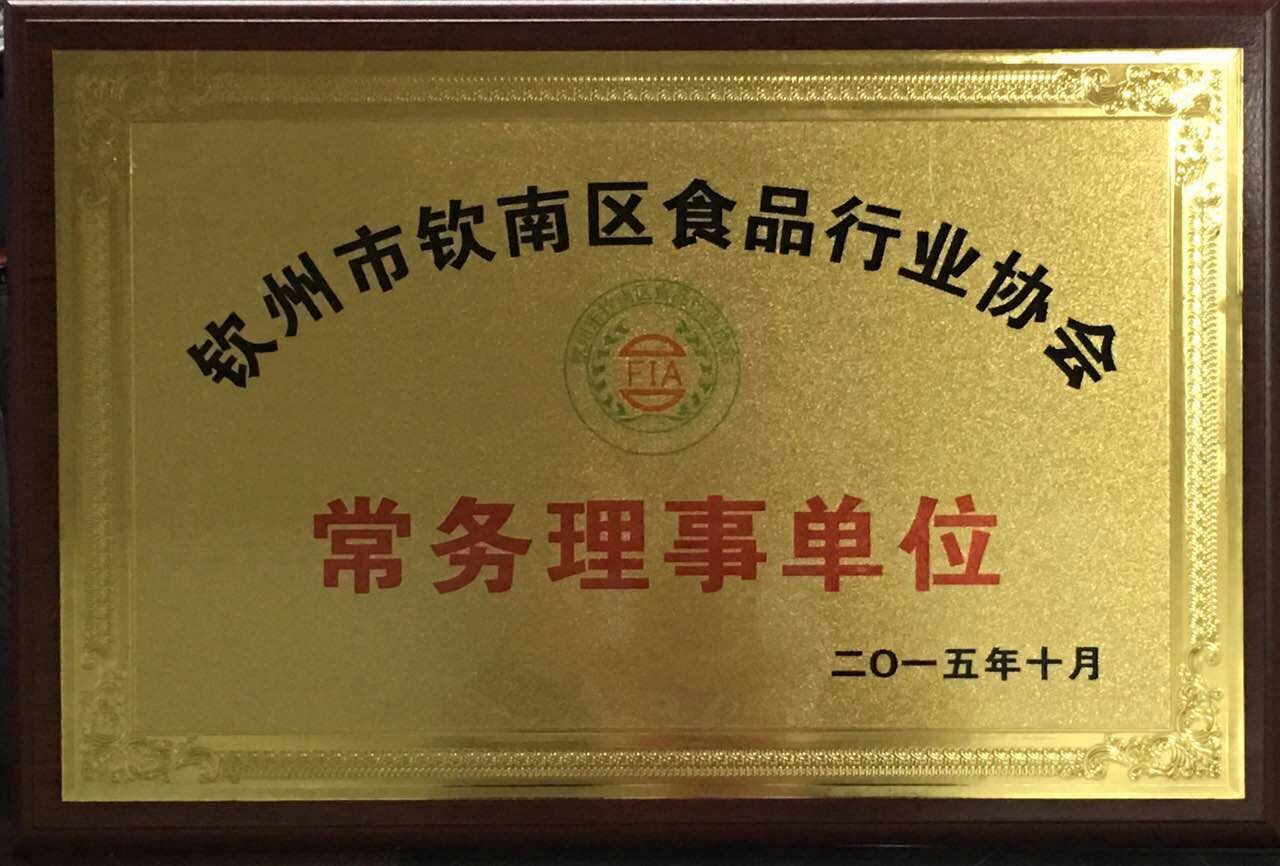 钦州市钦南区食品行业协会
FIA
常务理事单位
二〇一五年十月